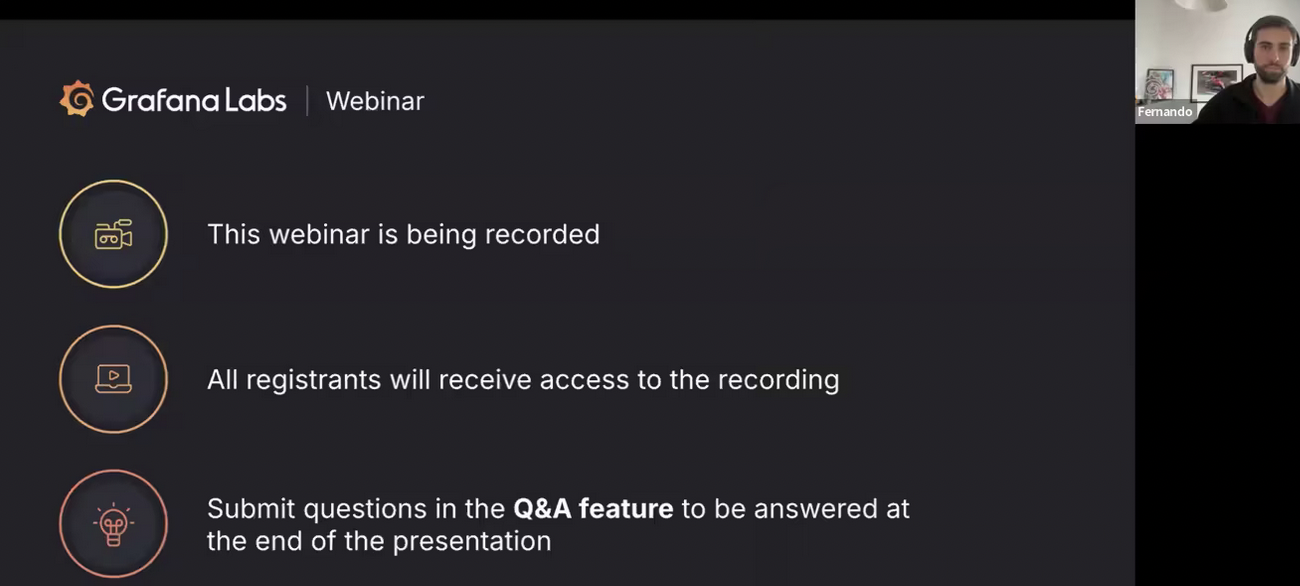 Grafana Labs | Webinar
Fernando
This webinar is being recorded
All registrants will receive access to the recording
Submit questions in the Q&A feature to be answered at
the end of the presentation